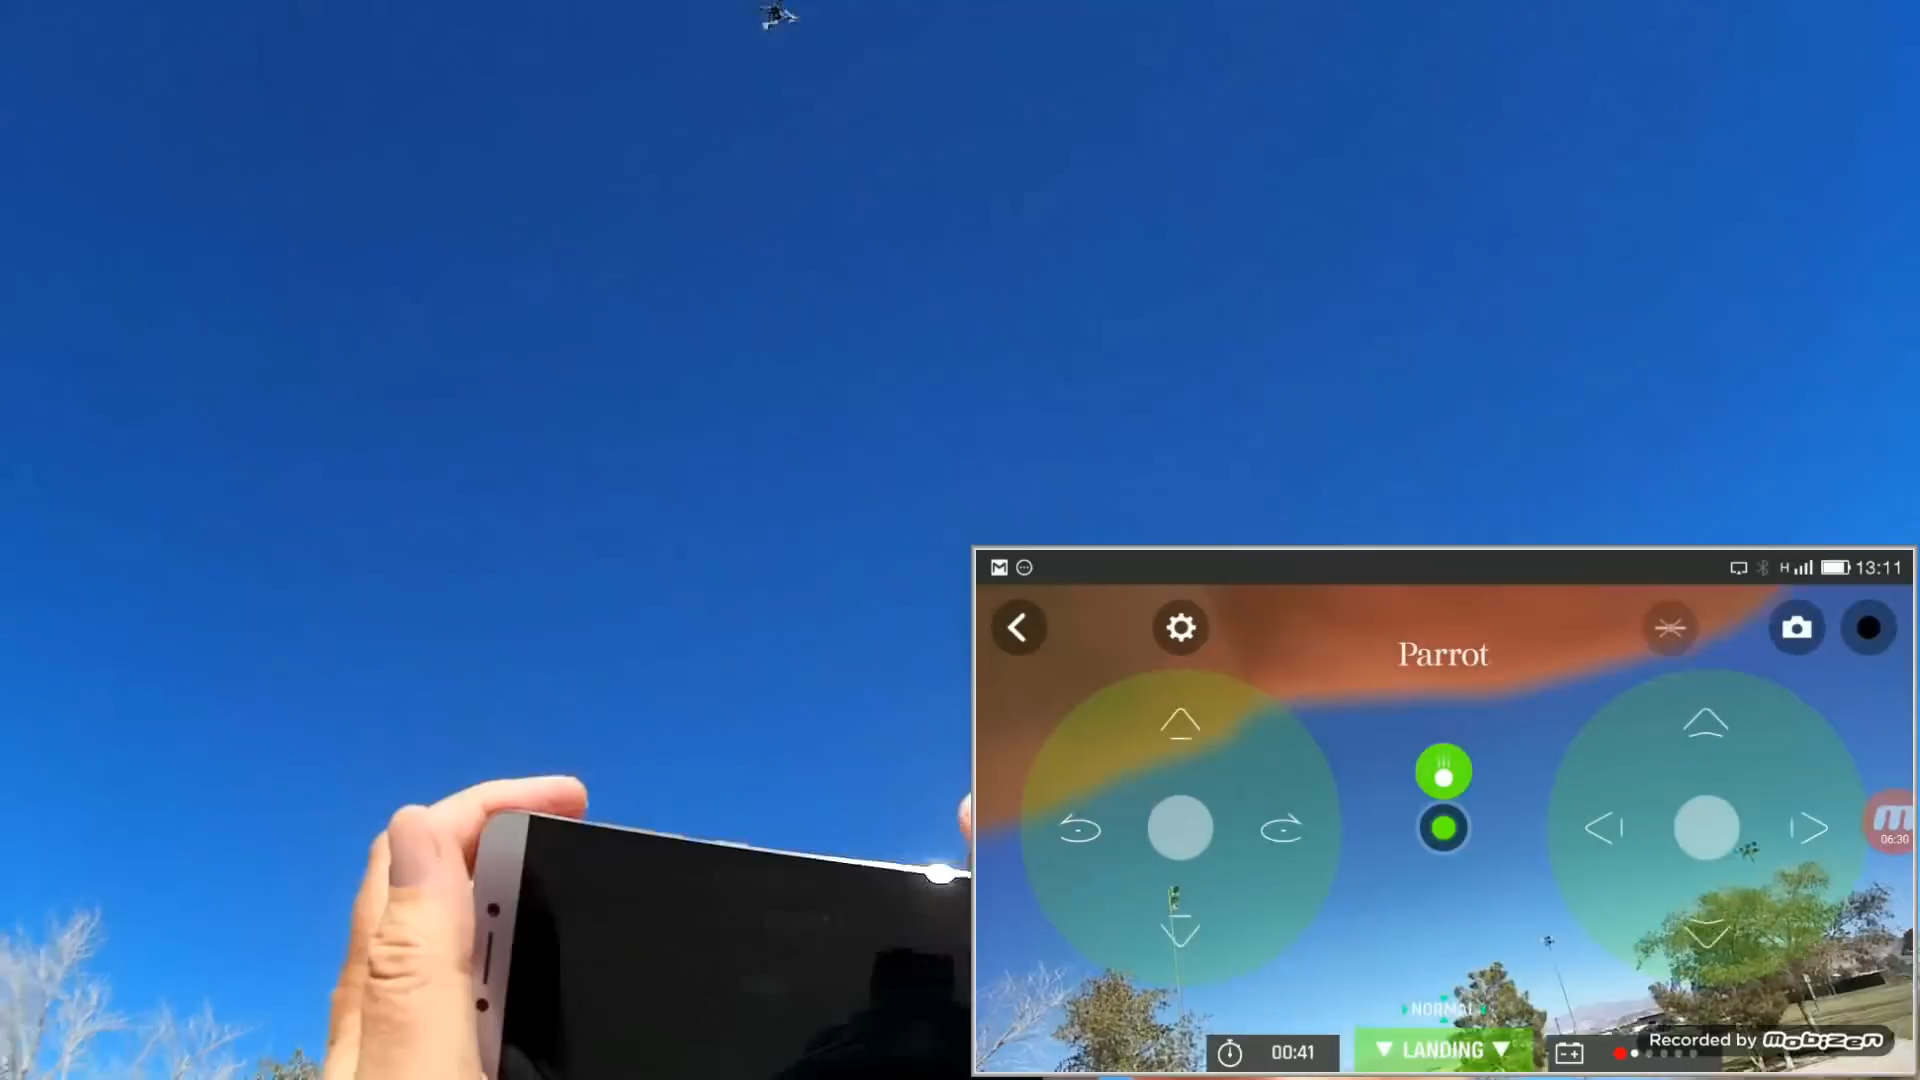 H 13:11
Parrot
06:30
NORMAL
LANDING
00:41
Recorded by mobizen